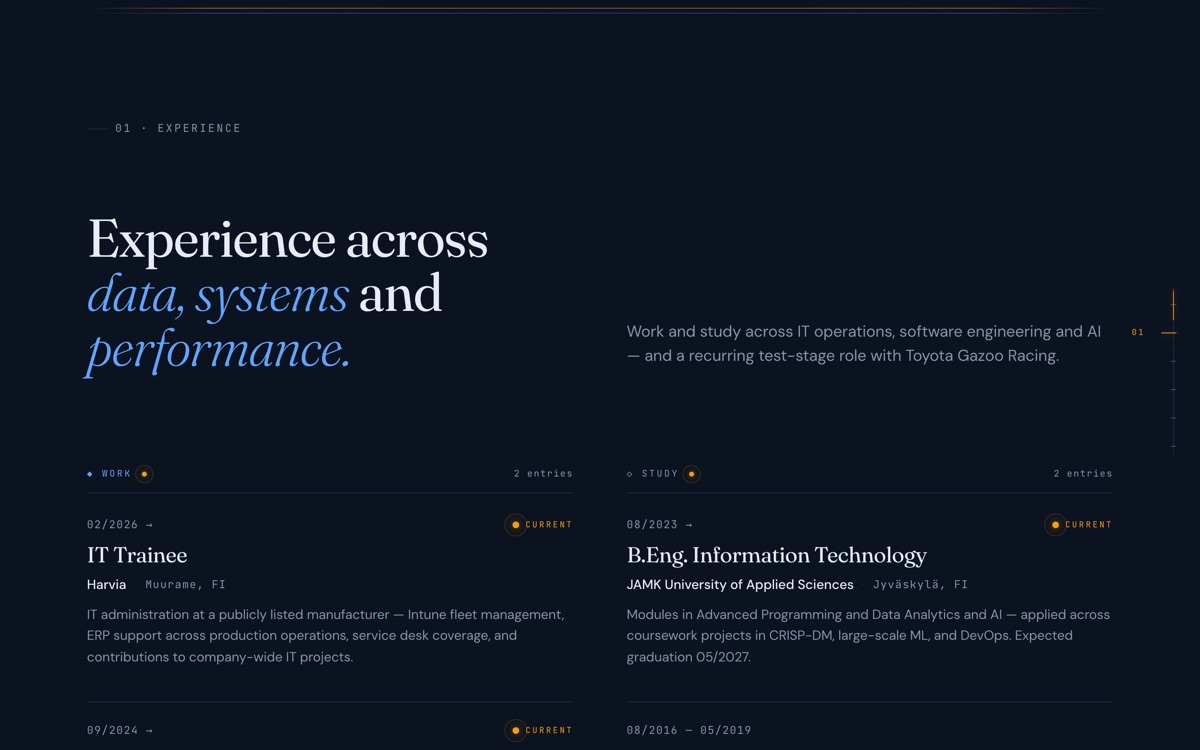 01 · EXPERIENCE
Experience across
data, systems and
performance.
Work and study across IT operations, software engineering and AI
— and a recurring test-stage role with Toyota Gazoo Racing.
01
◆ WORK
2 entries
02/2026 →
CURRENT
IT Trainee
Harvia · Muurame, FI
IT administration at a publicly listed manufacturer — Intune fleet management,
ERP support across production operations, service desk coverage, and
contributions to company-wide IT projects.
09/2024 →
CURRENT
◇ STUDY
2 entries
08/2023 →
CURRENT
B.Eng. Information Technology
JAMK University of Applied Sciences · Jyväskylä, FI
Modules in Advanced Programming and Data Analytics and AI — applied across
coursework projects in CRISP-DM, large-scale ML, and DevOps. Expected
graduation 05/2027.
08/2016 — 05/2019